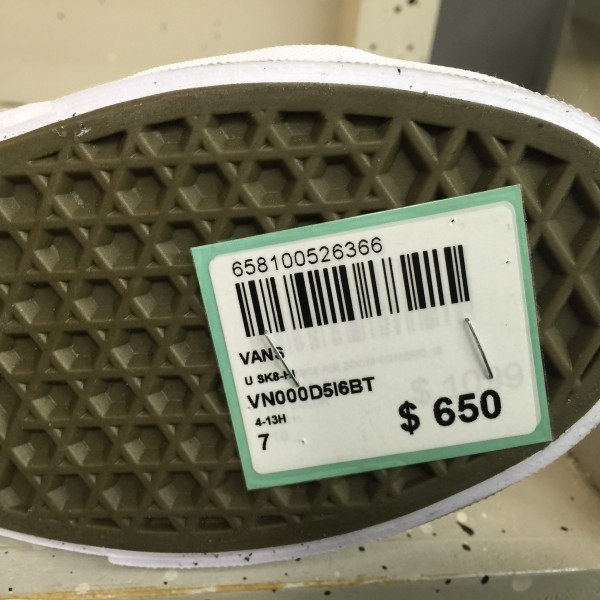 658100526366
VANS
U SK8-HI
VN000D5I6BT
4-13H
7
$ 650